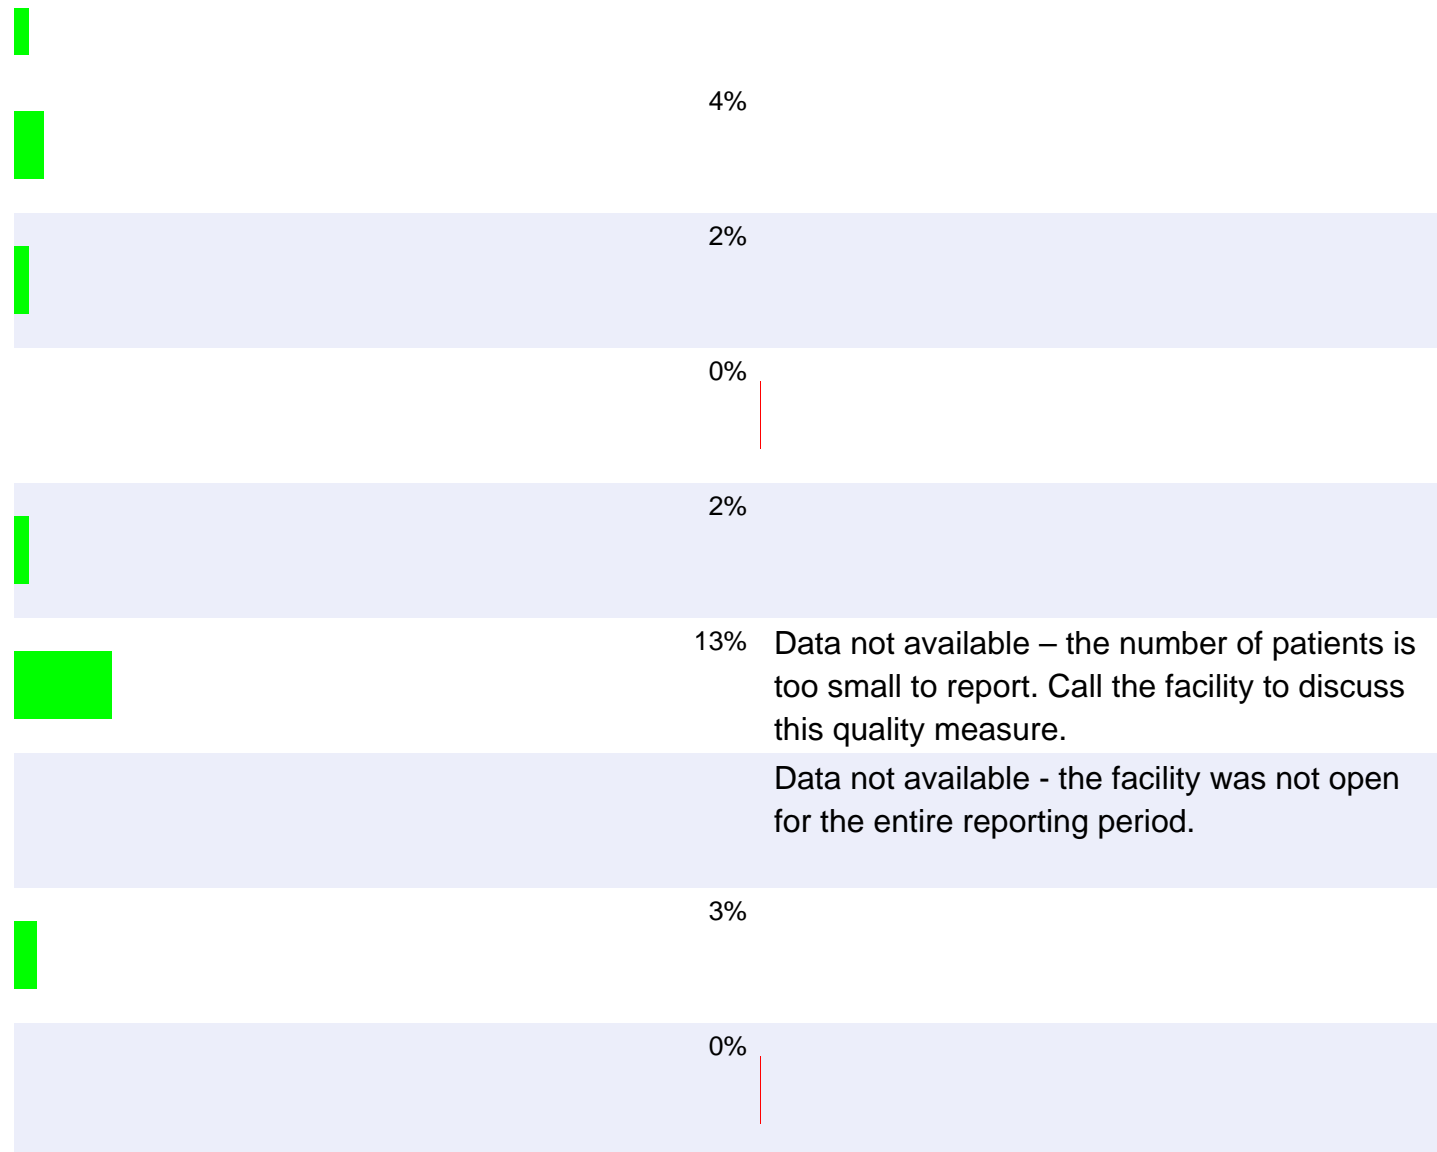 4%
2%
0%
2%
13% Data not available – the number of patients is
too small to report. Call the facility to discuss
this quality measure.
Data not available - the facility was not open
for the entire reporting period.
3%
0%